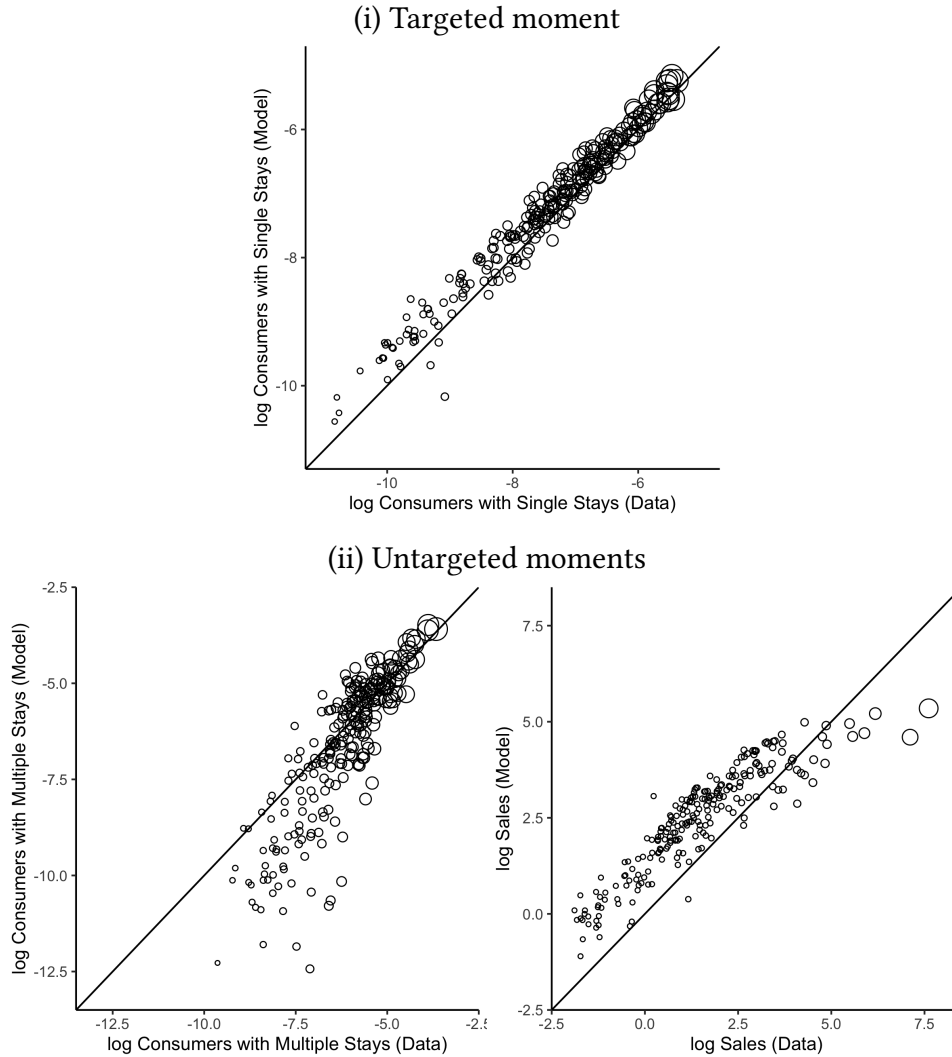 (i) Targeted moment
log Consumers with Single Stays (Model)
-6
-8
-10
-10 -8 -6
log Consumers with Single Stays (Data)
(ii) Untargeted moments
log Consumers with Multiple Stays (Model)
-2.5
-5.0
-7.5
-10.0
-12.5
-12.5 -10.0 -7.5 -5.0 -2.5
log Consumers with Multiple Stays (Data)
log Sales (Model)
7.5
5.0
2.5
0.0
-2.5
-2.5 0.0 2.5 5.0 7.5
log Sales (Data)